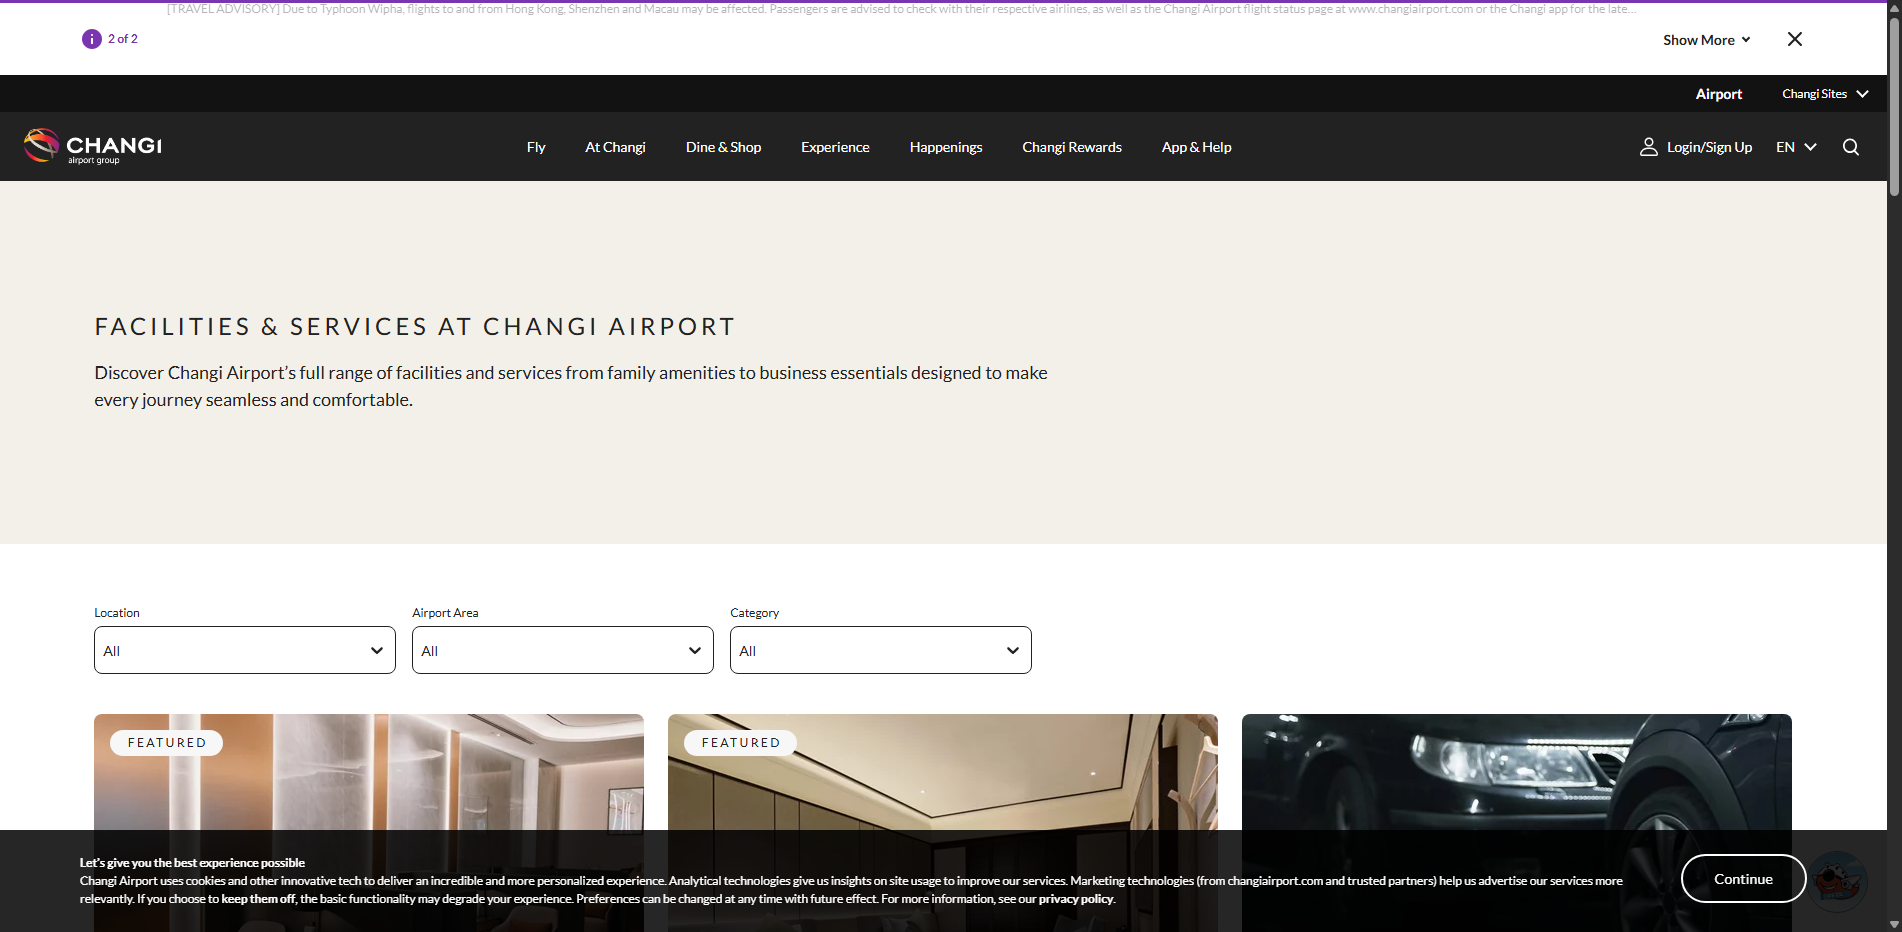 [TRAVEL ADVISORY] Due to Typhoon Wipha, flights to and from Hong Kong, Shenzhen and Macau may be affected. Passengers are advised to check with their respective airlines, as well as the Changi Airport flight status page at www.changiairport.com or the Changi app for the late...
2 of 2
Show More
Airport
Changi Sites
CHANGI
airport group
Fly
At Changi
Dine & Shop
Experience
Happenings
Changi Rewards
App & Help
Login/Sign Up
EN
FACILITIES & SERVICES AT CHANGI AIRPORT
Discover Changi Airport’s full range of facilities and services from family amenities to business essentials designed to make
every journey seamless and comfortable.
Location
Airport Area
Category
All
All
All
FEATURED
FEATURED
Let’s give you the best experience possible
Changi Airport uses cookies and other innovative tech to deliver an incredible and more personalized experience. Analytical technologies give us insights on site usage to improve our services. Marketing technologies (from changiairport.com and trusted partners) help us advertise our services more
relevantly. If you choose to keep them off, the basic functionality may degrade your experience. Preferences can be changed at any time with future effect. For more information, see our privacy policy.
Continue